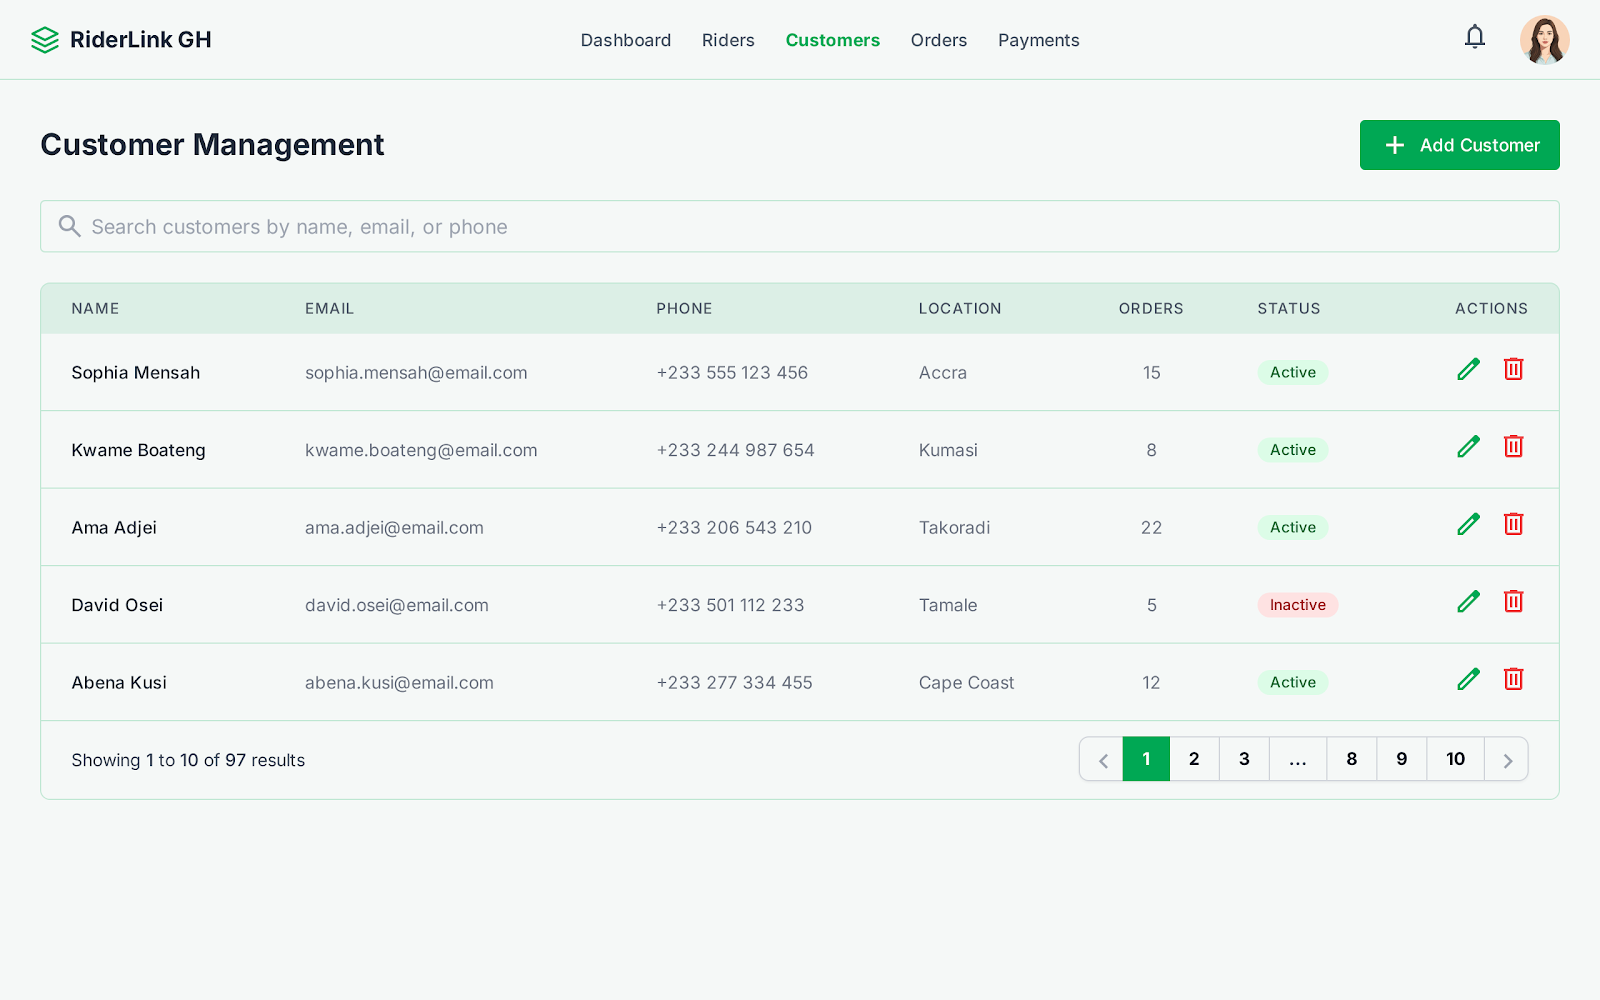 RiderLink GH
Dashboard Riders Customers Orders Payments
Customer Management
Add Customer
Search customers by name, email, or phone
NAME EMAIL PHONE LOCATION ORDERS STATUS ACTIONS
Sophia Mensah sophia.mensah@email.com +233 555 123 456 Accra 15 Active
Kwame Boateng kwame.boateng@email.com +233 244 987 654 Kumasi 8 Active
Ama Adjei ama.adjei@email.com +233 206 543 210 Takoradi 22 Active
David Osei david.osei@email.com +233 501 112 233 Tamale 5 Inactive
Abena Kusi abena.kusi@email.com +233 277 334 455 Cape Coast 12 Active
Showing 1 to 10 of 97 results 1 2 3 ... 8 9 10